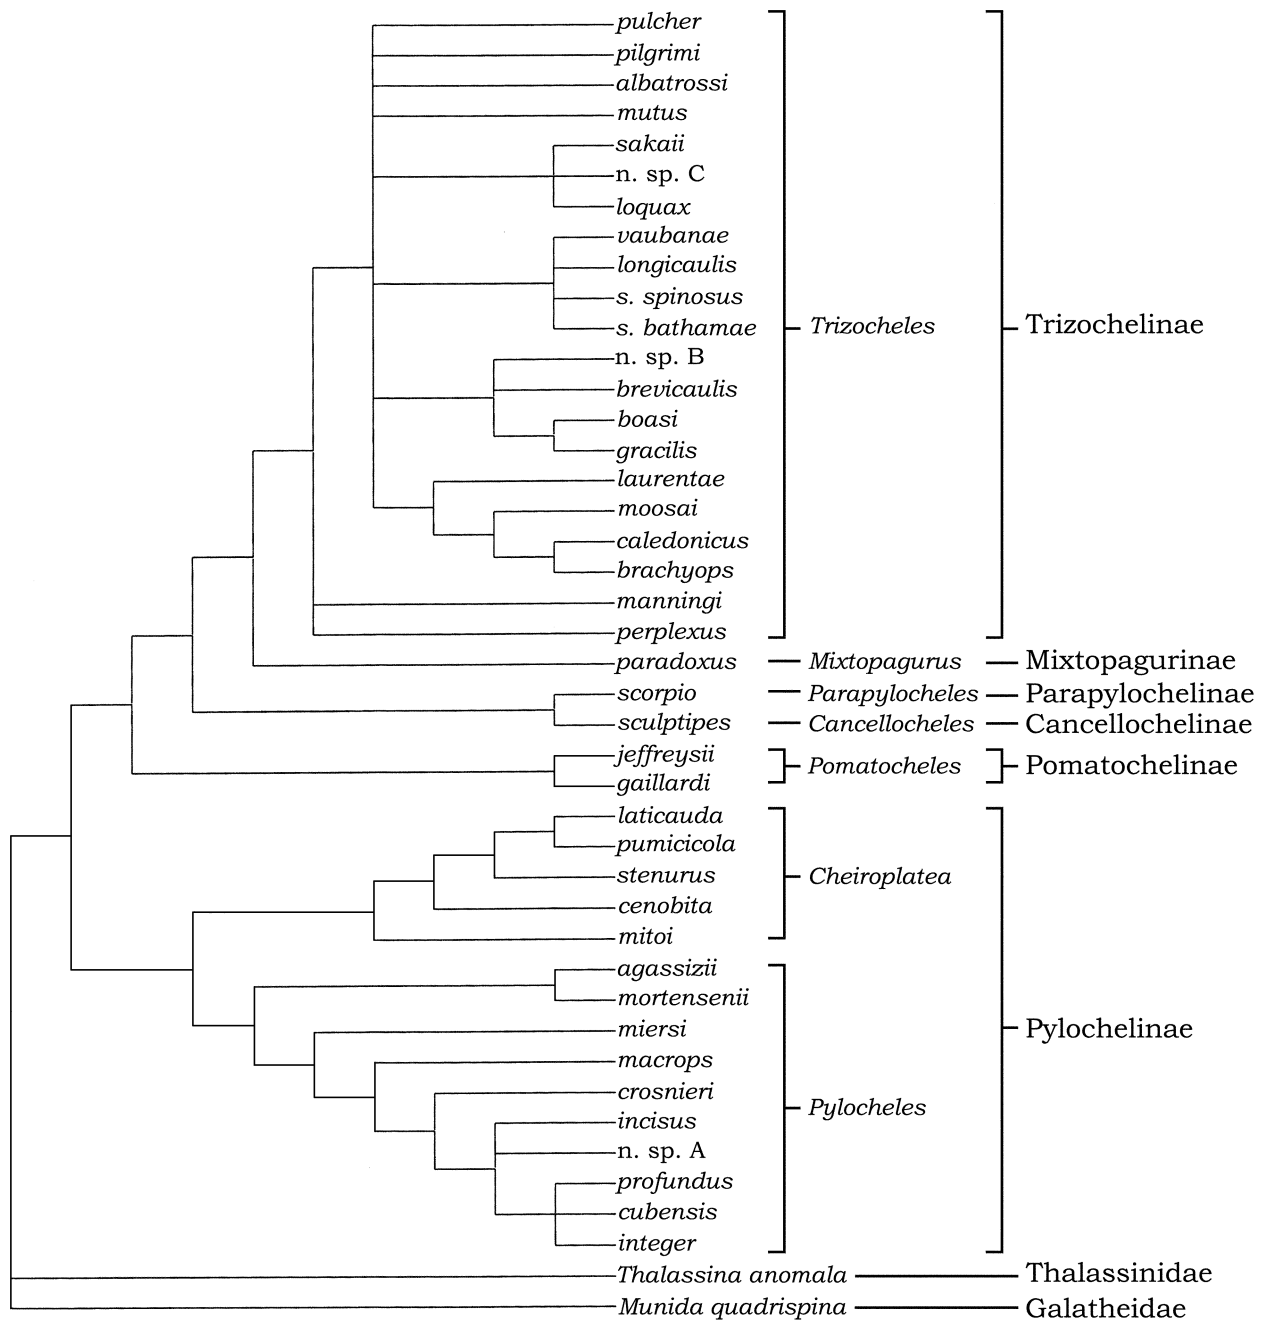 pulcher
pilgrimi
albatrossi
mutus
sakaii
n. sp. C
loquax
vaubanae
longicaulis
s. spinosus
s. bathamae
Trizocheles
Trizochelinae
n. sp. B
brevicaulis
boasi
gracilis
laurentae
moosai
caledonicus
brachyops
manningi
perplexus
paradoxus Mixtopagurus Mixtopagurinae
scorpio Parapylocheles Parapylochelinae
sculptipes Cancellocheles Cancellochelinae
jeffreysii
gaillardi
Pomatocheles
Pomatochelinae
laticauda
pumicicola
stenurus
cenobita
mitoi
Cheiroplatea
agassizii
mortensenii
miersi
macrops
crosnieri
incisus
n. sp. A
profundus
cubensis
integer
Pylocheles
Pylochelinae
Thalassina anomala Thalassinidae
Munida quadrispina Galatheidae